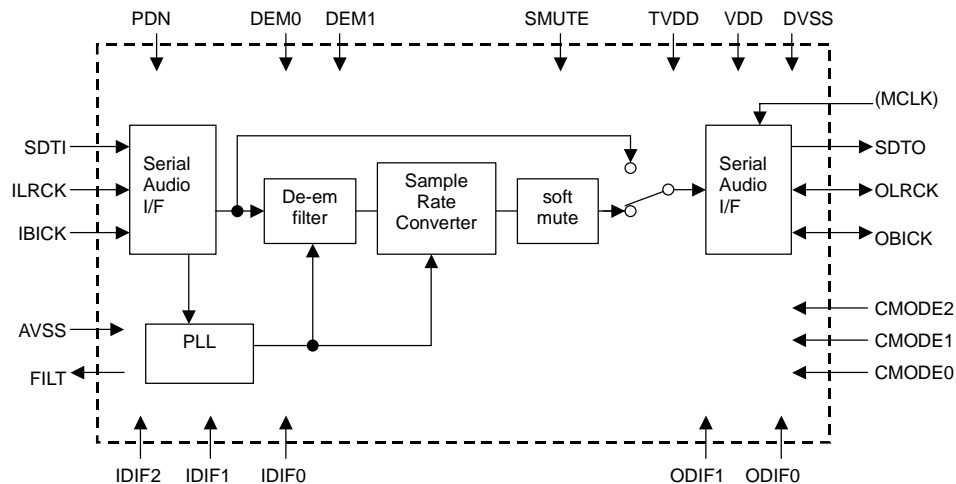 PDN
DEM0
DEM1
SMUTE
TVDD
VDD
DVSS
(MCLK)
SDTI
ILRCK
IBICK
Serial
Audio
I/F
De-em
filter
Sample
Rate
Converter
soft
mute
Serial
Audio
I/F
SDTO
OLRCK
OBICK
AVSS
FILT
PLL
CMODE2
CMODE1
CMODE0
IDIF2
IDIF1
IDIF0
ODIF1
ODIF0